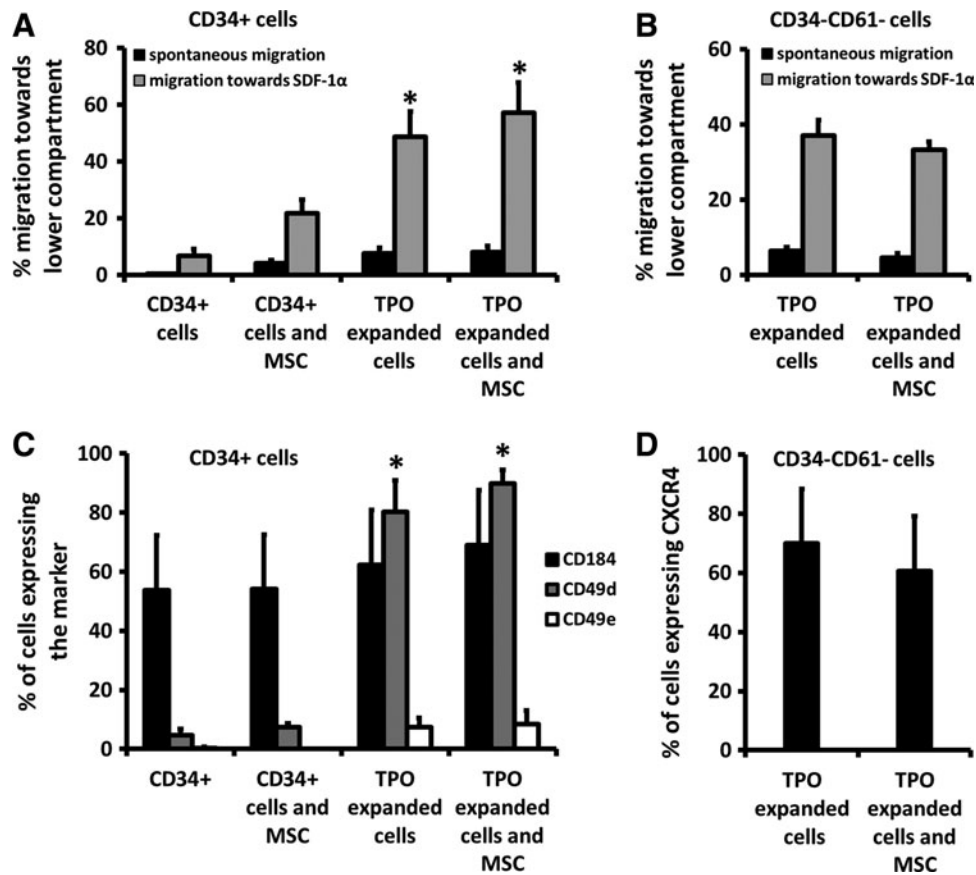 A
CD34+ cells
% migration towards
lower compartment
80
60
40
20
0
spontaneous migration
migration towards SDF-1α
*
*
CD34+
cells
CD34+
cells and
MSC
TPO
expanded
cells
TPO
expanded
cells and
MSC
B
CD34-CD61- cells
% migration towards
lower compartment
60
40
20
0
spontaneous migration
migration towards SDF-1α
TPO
expanded
cells
TPO
expanded
cells and
MSC
C
CD34+ cells
% of cells expressing
the marker
100
80
60
40
20
0
*
*
CD184
CD49d
CD49e
CD34+
CD34+
cells and
MSC
TPO
expanded
cells
TPO
expanded
cells and
MSC
D
CD34-CD61- cells
% of cells expressing CXCR4
100
80
60
40
20
0
TPO
expanded
cells
TPO
expanded
cells and
MSC